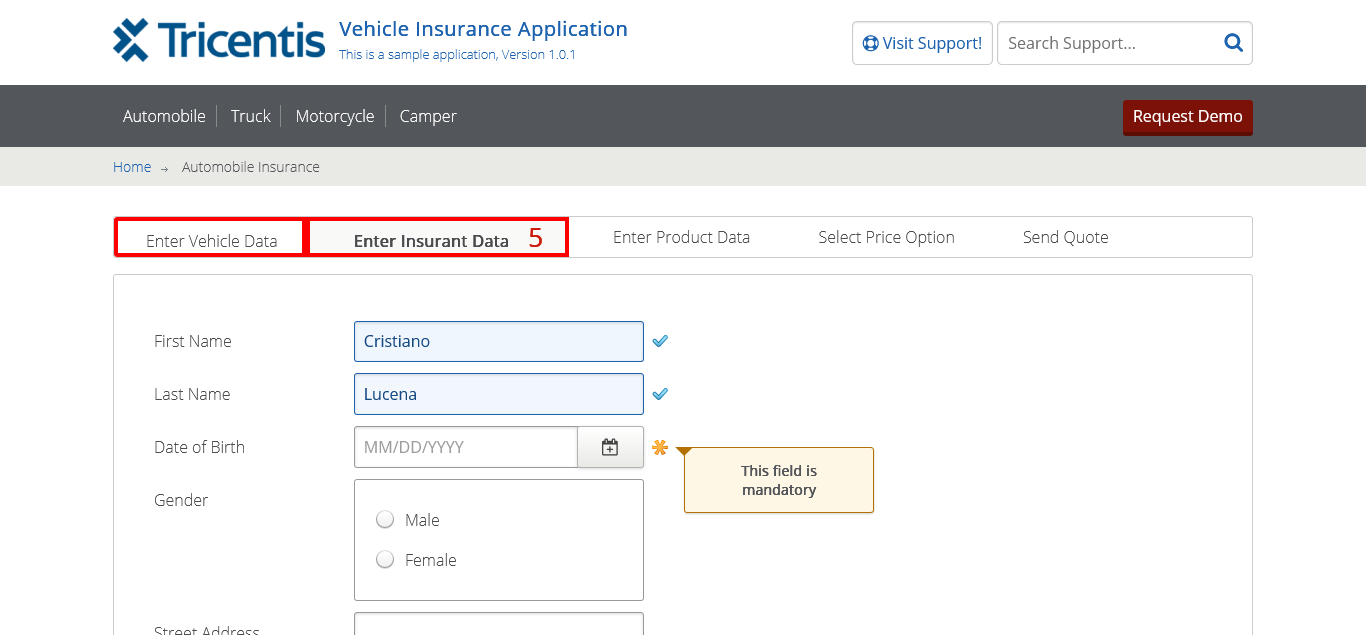 Tricentis
Vehicle Insurance Application
This is a sample application, Version 1.0.1
Visit Support!
Search Support...
Automobile
Truck
Motorcycle
Camper
Request Demo
Home → Automobile Insurance
Enter Vehicle Data
Enter Insurant Data 5
Enter Product Data
Select Price Option
Send Quote
First Name
Cristiano
Last Name
Lucena
Date of Birth
MM/DD/YYYY
This field is
mandatory
Gender
Male
Female
Street Address